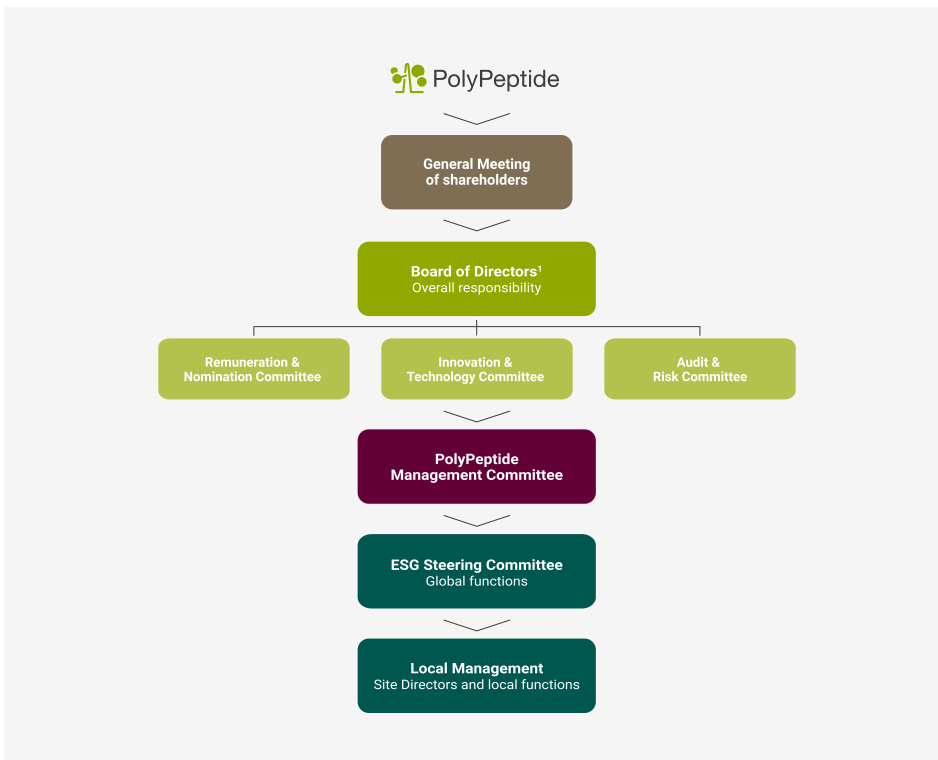 PolyPeptide
General Meeting
of shareholders
Board of Directors¹
Overall responsibility
Remuneration &
Nomination Committee
Innovation &
Technology Committee
Audit &
Risk Committee
PolyPeptide
Management Committee
ESG Steering Committee
Global functions
Local Management
Site Directors and local functions